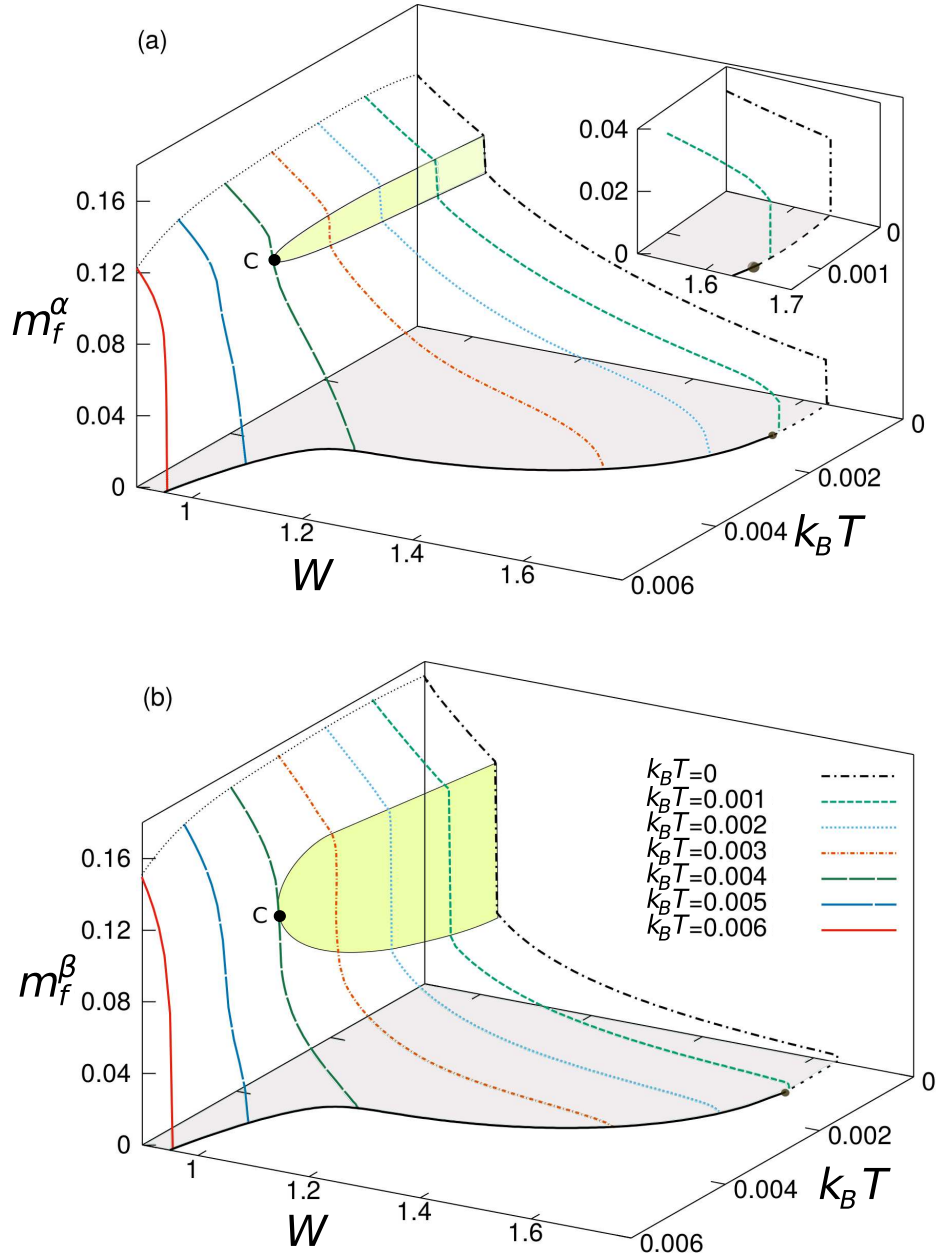 (a)
0.16
0.12
0.08
0.04
0
m_f^α
C
1
1.2
1.4
1.6
W
0.006
0.004
0.002
0
k_BT
0.04
0.02
0
1.6
1.7
0.001
0
(b)
0.16
0.12
0.08
0.04
0
m_f^β
C
k_BT=0
k_BT=0.001
k_BT=0.002
k_BT=0.003
k_BT=0.004
k_BT=0.005
k_BT=0.006
1
1.2
1.4
1.6
W
0.006
0.004
0.002
0
k_BT